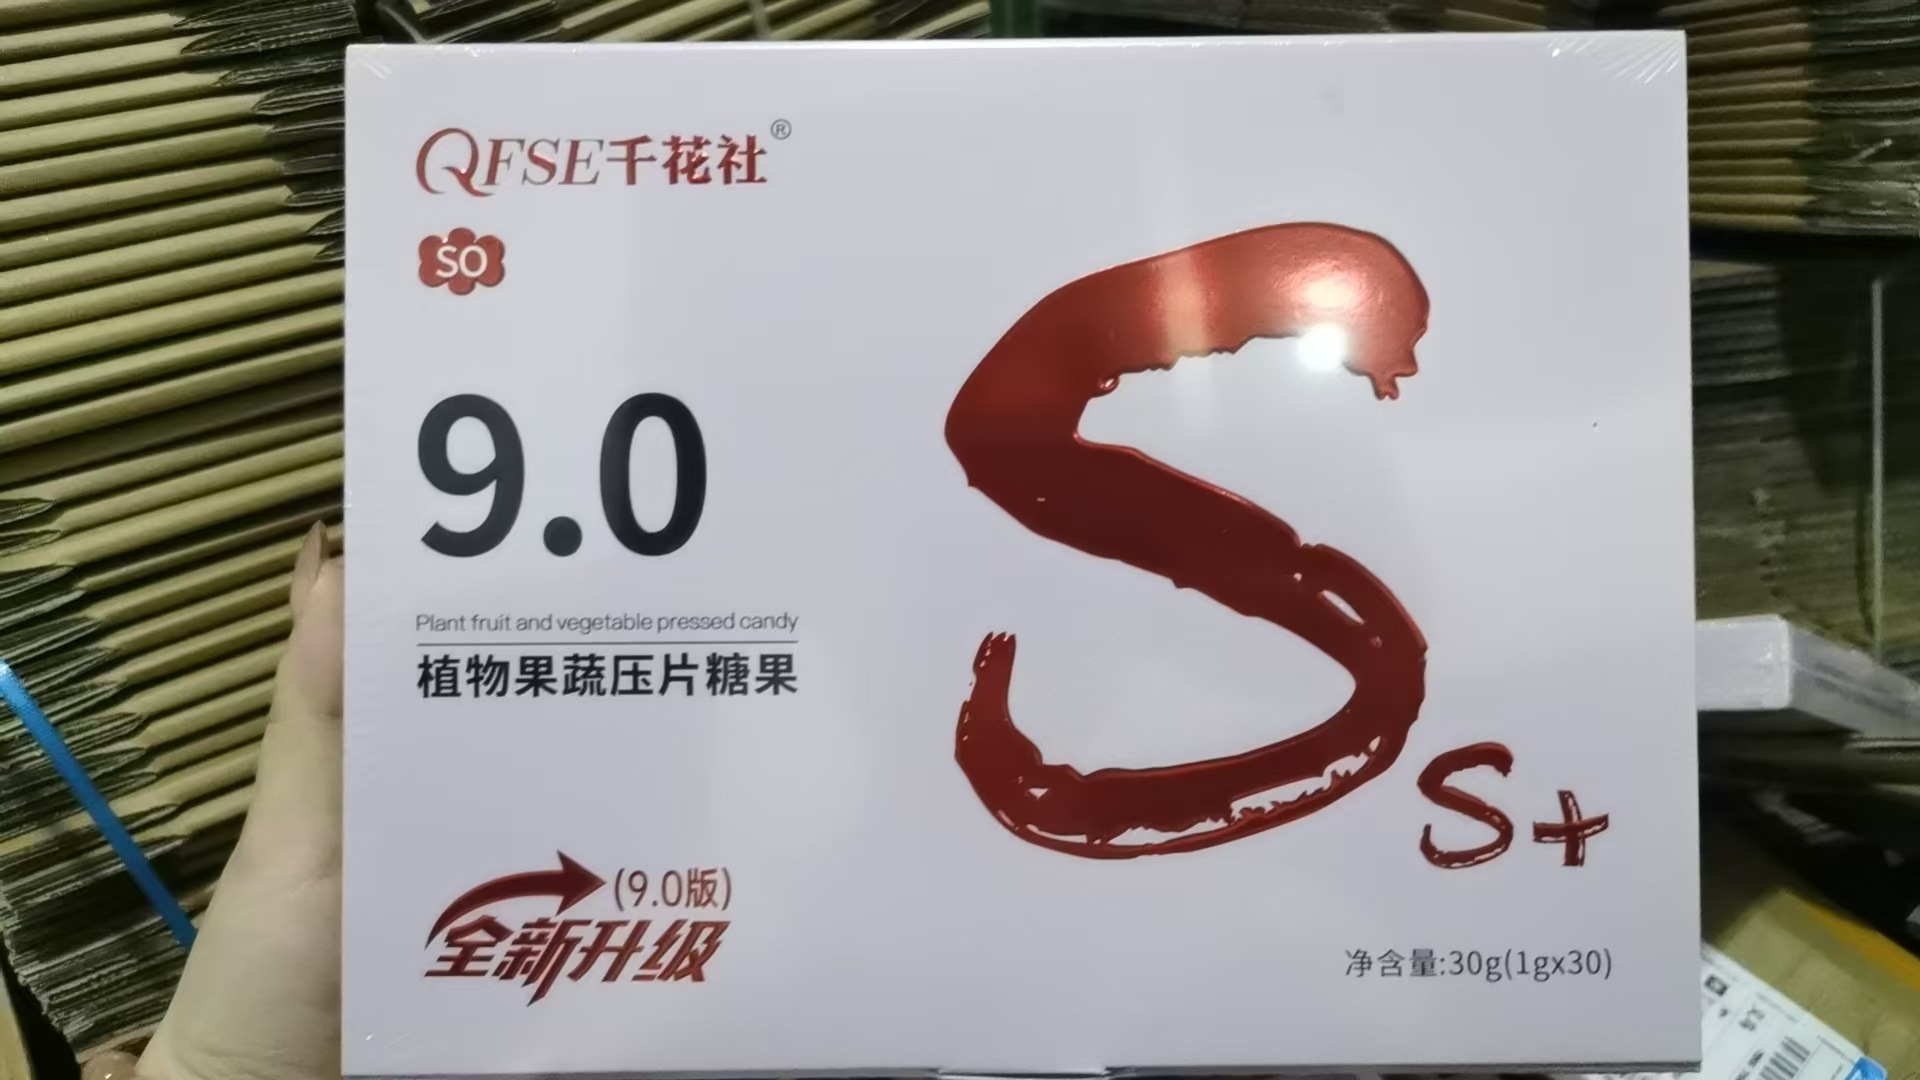 QFSE千花社®
SO
9.0
Plant fruit and vegetable pressed candy
植物果蔬压片糖果
S
S+
(9.0版)
全新升级
净含量:30g(1gx30)